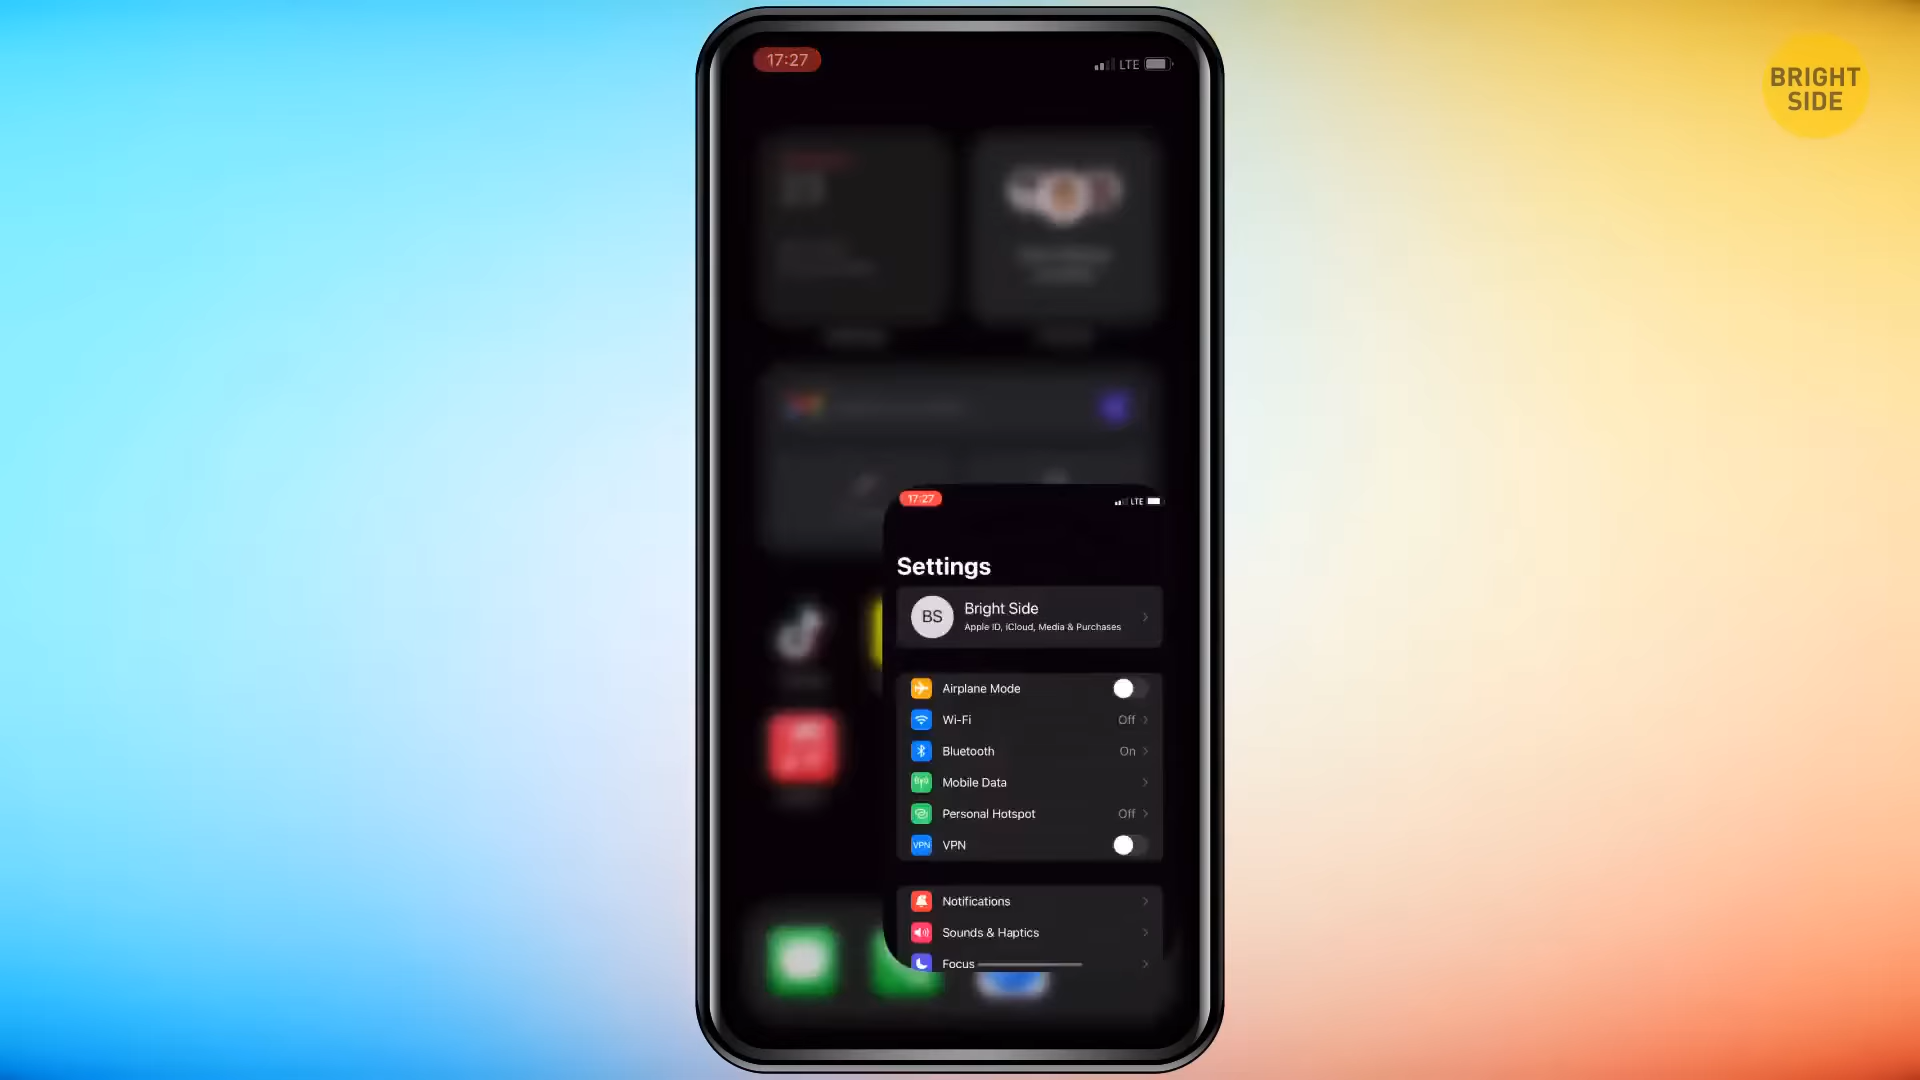 17:27
LTE
BRIGHT
SIDE
17:27
LTE
Settings
BS
Bright Side
Apple ID, iCloud, Media & Purchases
Airplane Mode
Wi-Fi
Off
Bluetooth
On
Mobile Data
Personal Hotspot
Off
VPN
VPN
Notifications
Sounds & Haptics
Focus